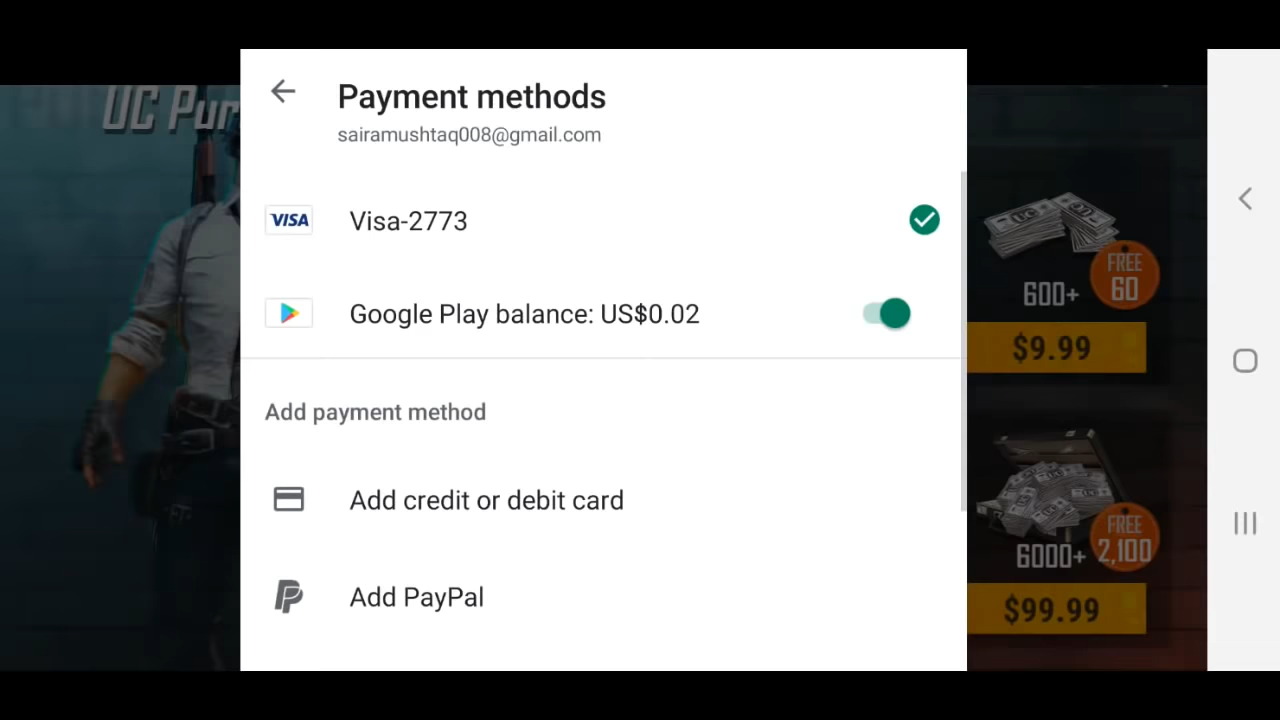 UC Pur
Payment methods
sairamushtaq008@gmail.com
VISA
Visa-2773
Google Play balance: US$0.02
Add payment method
Add credit or debit card
Add PayPal
FREE
60
600+
$9.99
FREE
2,100
6000+
$99.99